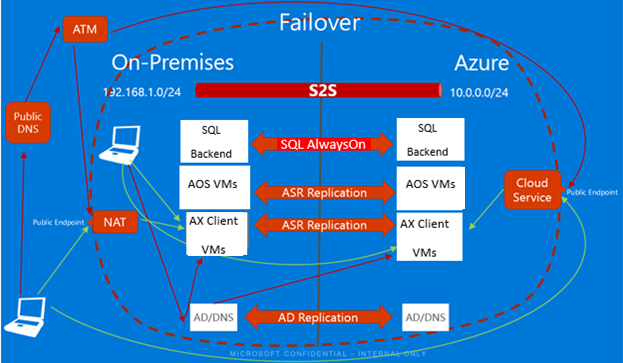 Failover
ATM
On-Premises
Azure
192.168.1.0/24
S2S
10.0.0.0/24
Public
DNS
SQL
Backend
SQL AlwaysOn
SQL
Backend
AOS VMs
ASR Replication
AOS VMs
Cloud
Service
Public Endpoint
Public Endpoint
NAT
AX Client
VMs
ASR Replication
AX Client
VMs
AD/DNS
AD Replication
AD/DNS
MICROSOFT CONFIDENTIAL – INTERNAL ONLY